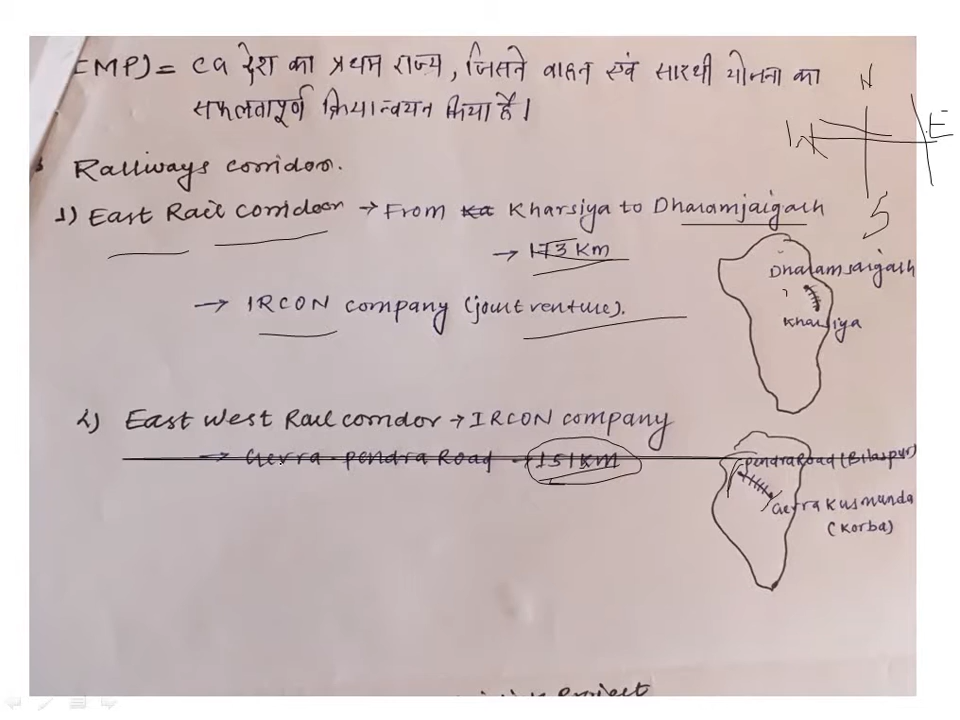 (MP) = CG देश का प्रथम राज्य, जिसने वाहन एवं सारथी योजना का
सफलतापूर्ण क्रियान्वयन किया है।
N
W
E
S
Railways corridor.
1) East Rail corridor → From Kharsiya to Dharamjaigarh
→ 173 Km
→ IRCON company (jount venture).
Dharamjaigarh
Kharsiya
2) East West Rail corridor → IRCON company
→ Gevra - pendra Road → 151 KM
pendra Road (Bilaspur)
Gevra Kusmunda
(Korba)
Project